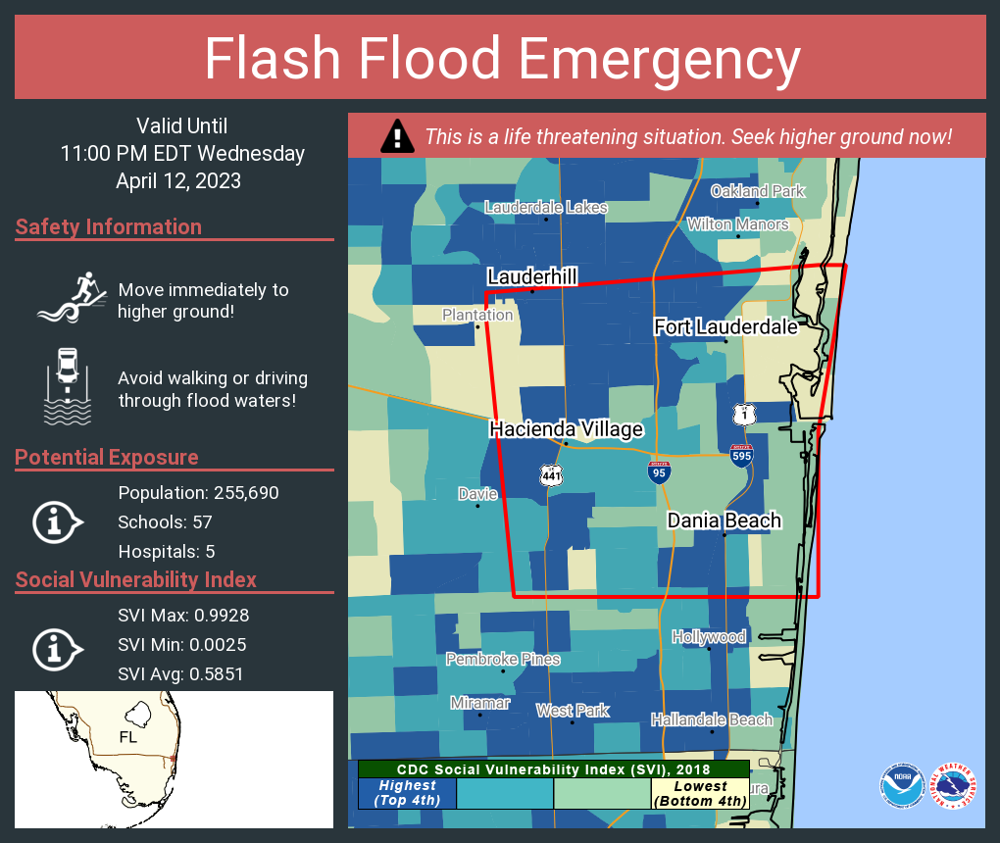 Flash Flood Emergency
Valid Until
11:00 PM EDT Wednesday
April 12, 2023
Safety Information
Move immediately to
higher ground!
Avoid walking or driving
through flood waters!
Potential Exposure
Population: 255,690
Schools: 57
Hospitals: 5
Social Vulnerability Index
SVI Max: 0.9928
SVI Min: 0.0025
SVI Avg: 0.5851
FL
This is a life threatening situation. Seek higher ground now!
Oakland Park
Lauderdale Lakes
Wilton Manors
Lauderhill
Plantation
Fort Lauderdale
1
Hacienda Village
595
95
441
Davie
Dania Beach
Hollywood
Pembroke Pines
Miramar
West Park
Hallandale Beach
CDC Social Vulnerability Index (SVI), 2018
Highest
(Top 4th)
Lowest
(Bottom 4th)
ura
NOAA
NATIONAL WEATHER SERVICE